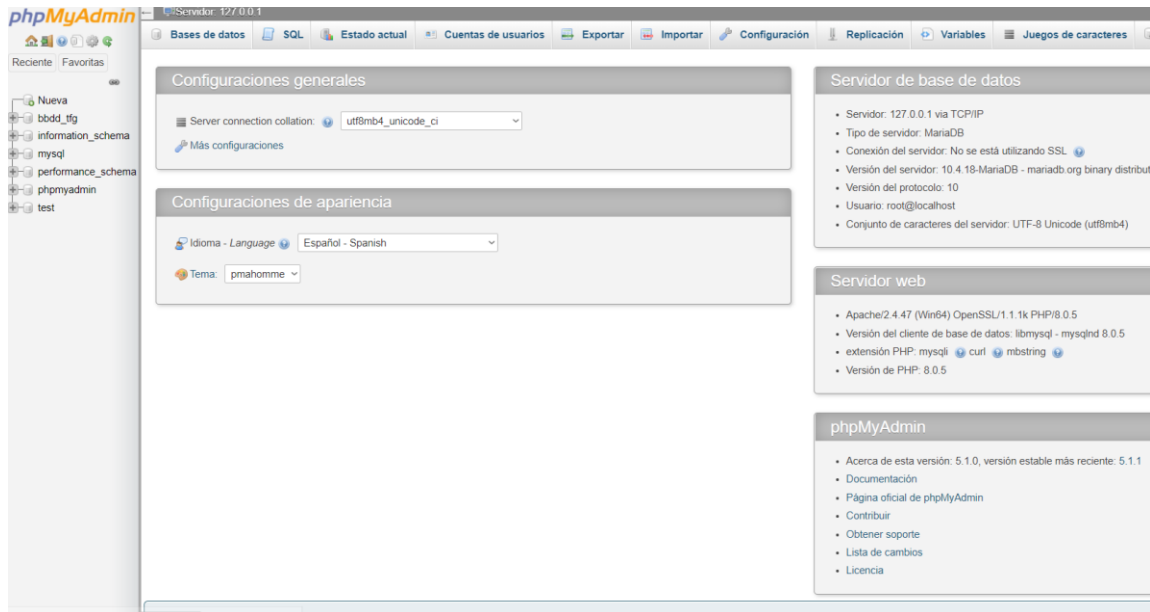 phpMyAdmin
Servidor: 127.0.0.1
Bases de datos SQL Estado actual Cuentas de usuarios Exportar Importar Configuración Replicación Variables Juegos de caracteres
Reciente Favoritas
Nueva
bbdd_tfg
information_schema
mysql
performance_schema
phpmyadmin
test
Configuraciones generales
Server connection collation: utf8mb4_unicode_ci
Más configuraciones
Configuraciones de apariencia
Idioma - Language Español - Spanish
Tema: pmahomme
Servidor de base de datos
Servidor: 127.0.0.1 via TCP/IP
Tipo de servidor: MariaDB
Conexión del servidor: No se está utilizando SSL
Versión del servidor: 10.4.18-MariaDB - mariadb.org binary distribut
Versión del protocolo: 10
Usuario: root@localhost
Conjunto de caracteres del servidor: UTF-8 Unicode (utf8mb4)
Servidor web
Apache/2.4.47 (Win64) OpenSSL/1.1.1k PHP/8.0.5
Versión del cliente de base de datos: libmysql - mysqlnd 8.0.5
extensión PHP: mysqli curl mbstring
Versión de PHP: 8.0.5
phpMyAdmin
Acerca de esta versión: 5.1.0, versión estable más reciente: 5.1.1
Documentación
Página oficial de phpMyAdmin
Contribuir
Obtener soporte
Lista de cambios
Licencia